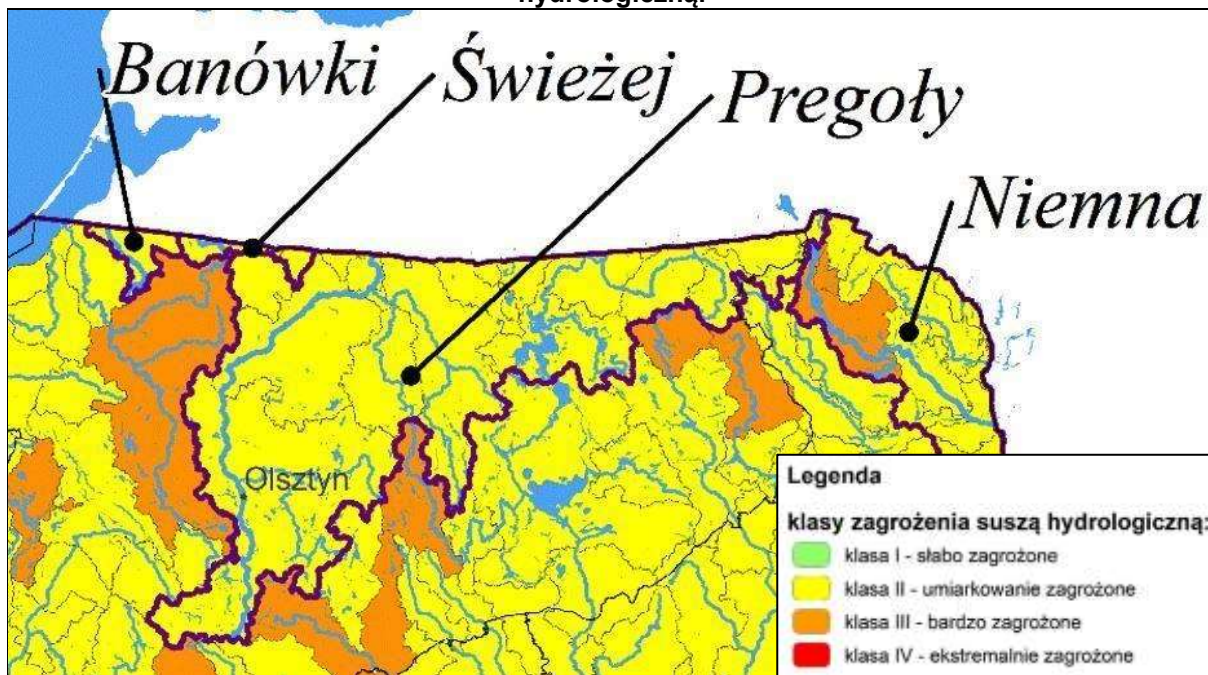 hydrologiczną.
Banówki
Świeżej
Pregoły
Niemna
Olsztyn
Legenda
klasy zagrożenia suszą hydrologiczną:
klasa I - słabo zagrożone
klasa II - umiarkowanie zagrożone
klasa III - bardzo zagrożone
klasa IV - ekstremalnie zagrożone